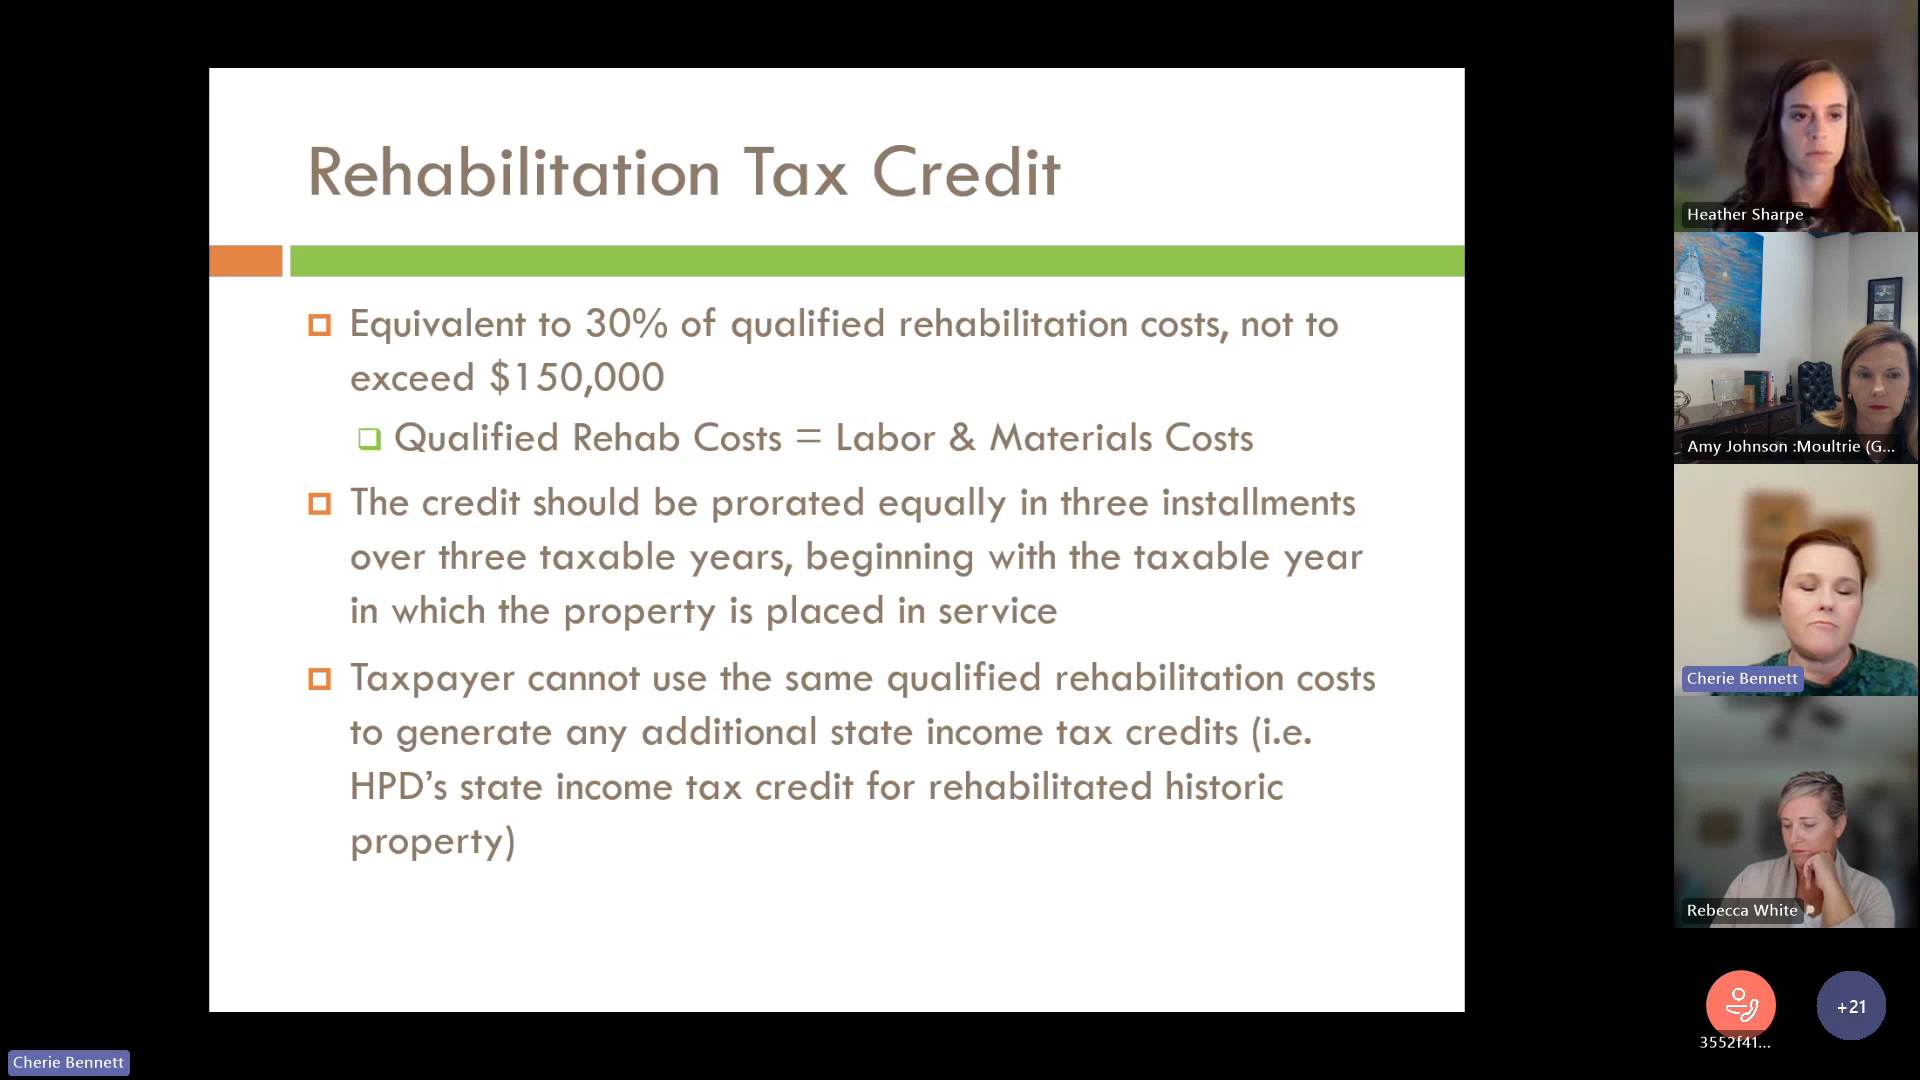 Rehabilitation Tax Credit
Equivalent to 30% of qualified rehabilitation costs, not to
exceed $150,000
Qualified Rehab Costs = Labor & Materials Costs
The credit should be prorated equally in three installments
over three taxable years, beginning with the taxable year
in which the property is placed in service
Taxpayer cannot use the same qualified rehabilitation costs
to generate any additional state income tax credits (i.e.
HPD’s state income tax credit for rehabilitated historic
property)
Heather Sharpe
Amy Johnson :Moultrie (G...
Cherie Bennett
Rebecca White
+21
3552f41...
Cherie Bennett